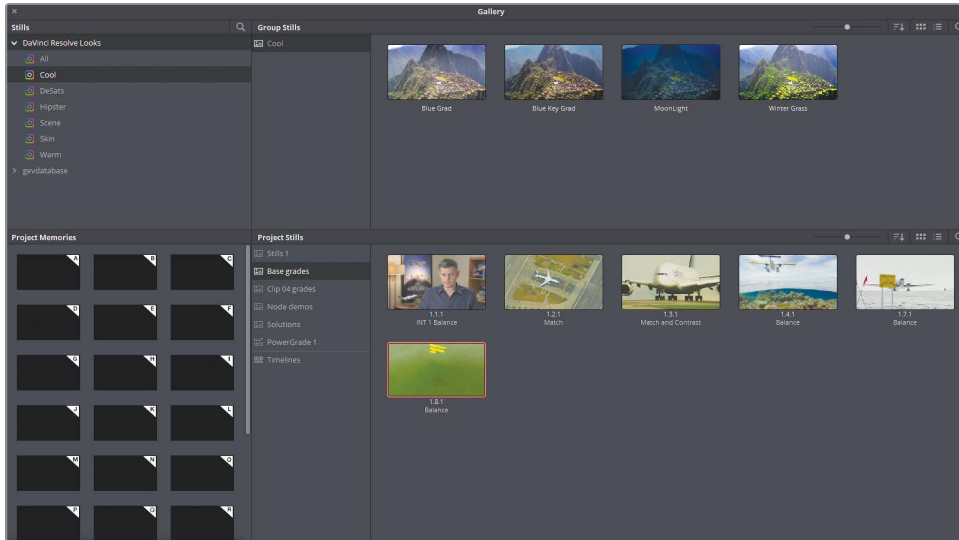 Gallery
Stills
DaVinci Resolve Looks
All
Cool
DeSats
Hipster
Scene
Skin
Warm
gevdatabase
Group Stills
Cool
Blue Grad
Blue Key Grad
MoonLight
Winter Grass
Project Memories
A
B
C
D
E
F
G
H
I
J
K
L
M
N
O
P
Q
R
Project Stills
Stills 1
Base grades
Clip 04 grades
Node demos
Solutions
PowerGrade 1
Timelines
1.1.1
INT 1 Balance
1.2.1
Match
1.3.1
Match and Contrast
1.4.1
Balance
1.7.1
Balance
1.8.1
Balance